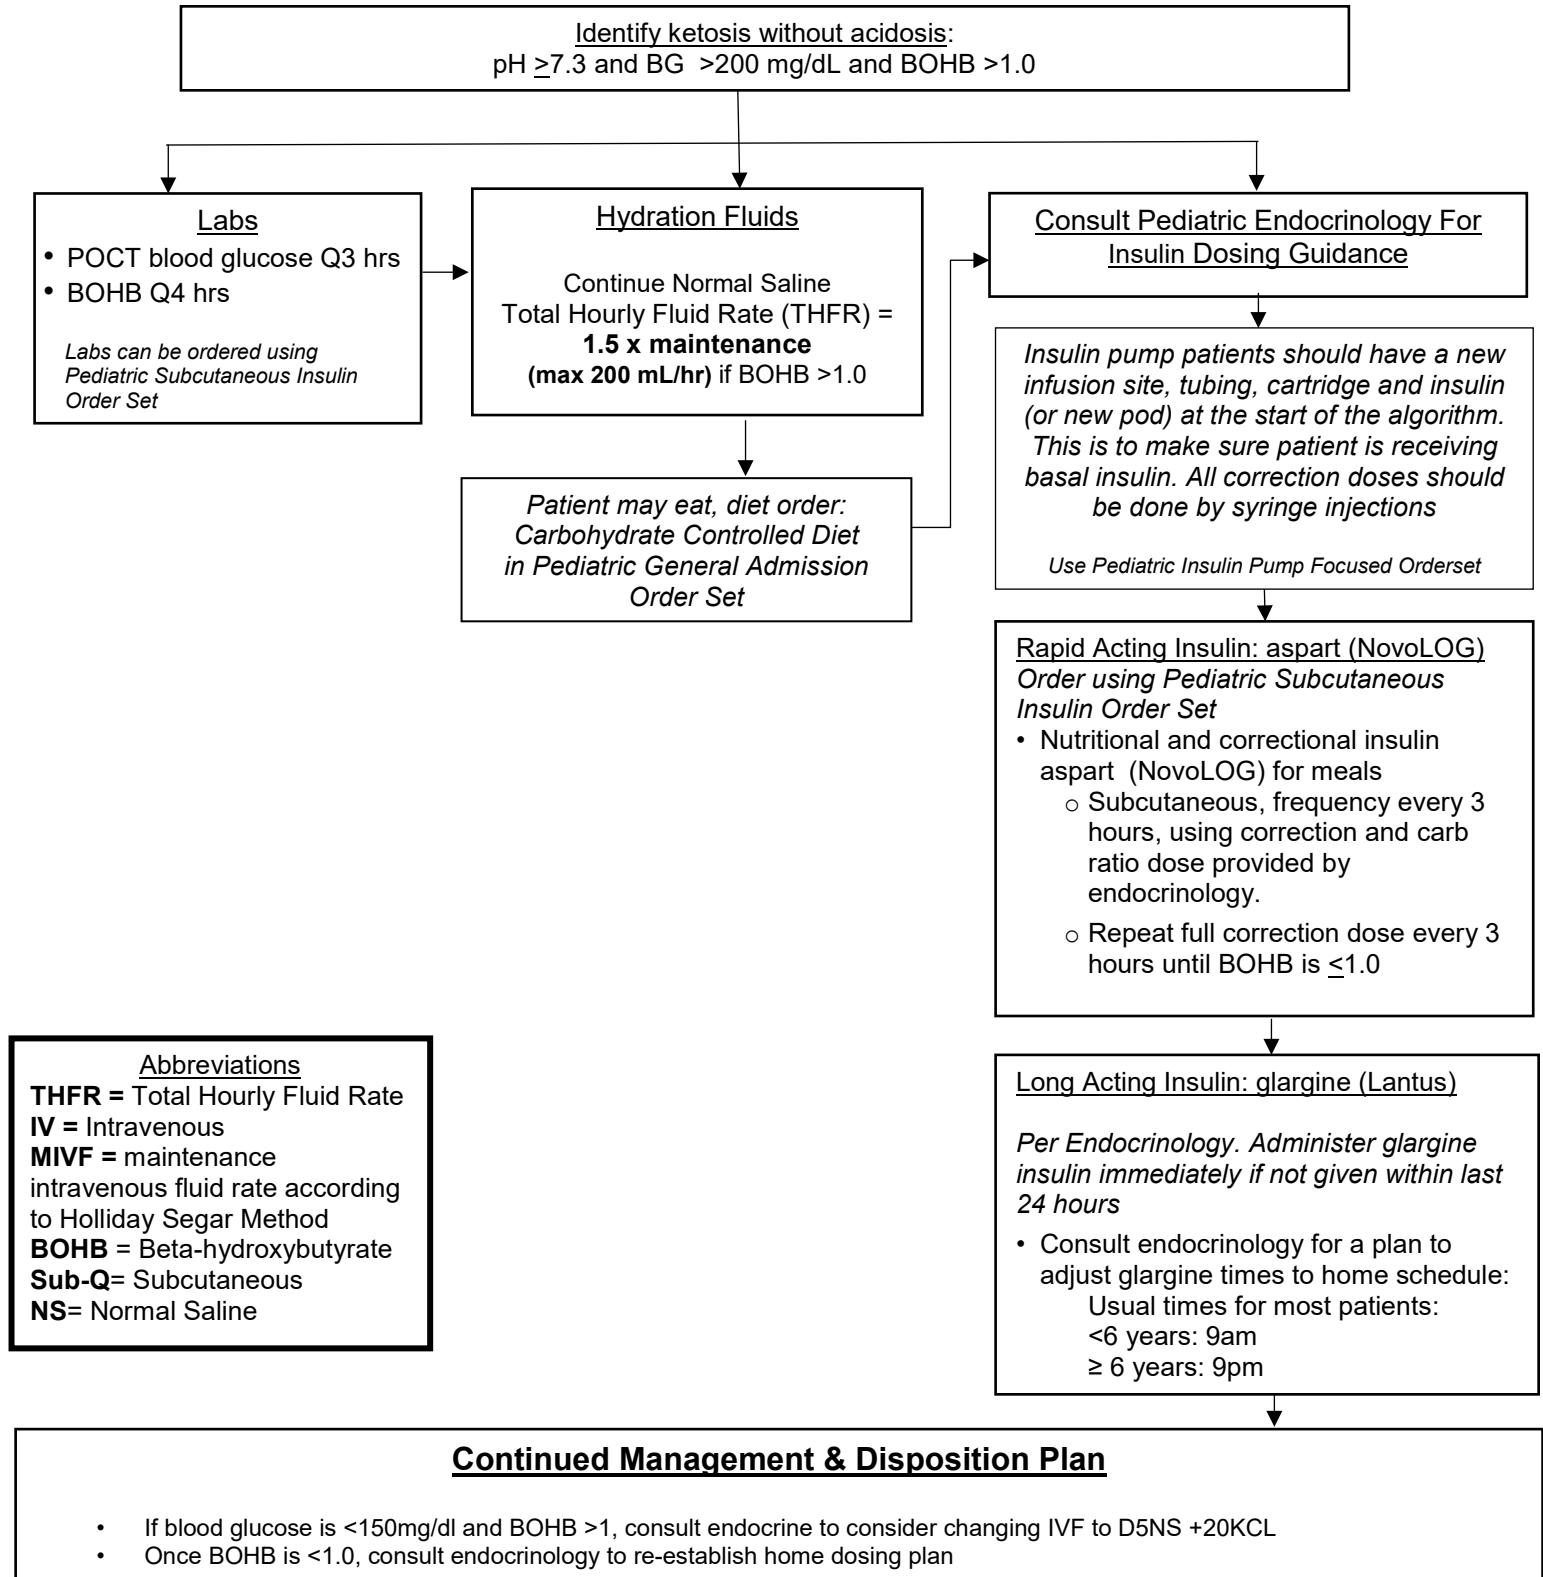 Identify ketosis without acidosis:
pH ≥7.3 and BG  >200 mg/dL and BOHB >1.0
Labs
• POCT blood glucose Q3 hrs
• BOHB Q4 hrs
Labs can be ordered using
Pediatric Subcutaneous Insulin
Order Set
Hydration Fluids
Continue Normal Saline
Total Hourly Fluid Rate (THFR) =
1.5 x maintenance
(max 200 mL/hr) if BOHB >1.0
Patient may eat, diet order:
Carbohydrate Controlled Diet
in Pediatric General Admission
Order Set
Consult Pediatric Endocrinology For
Insulin Dosing Guidance
Insulin pump patients should have a new
infusion site, tubing, cartridge and insulin
(or new pod) at the start of the algorithm.
This is to make sure patient is receiving
basal insulin. All correction doses should
be done by syringe injections
Use Pediatric Insulin Pump Focused Orderset
Rapid Acting Insulin: aspart (NovoLOG)
Order using Pediatric Subcutaneous
Insulin Order Set
• Nutritional and correctional insulin
aspart  (NovoLOG) for meals
o Subcutaneous, frequency every 3
hours, using correction and carb
ratio dose provided by
endocrinology.
o Repeat full correction dose every 3
hours until BOHB is ≤1.0
Long Acting Insulin: glargine (Lantus)
Per Endocrinology. Administer glargine
insulin immediately if not given within last
24 hours
• Consult endocrinology for a plan to
adjust glargine times to home schedule:
Usual times for most patients:
<6 years: 9am
≥ 6 years: 9pm
Abbreviations
THFR = Total Hourly Fluid Rate
IV = Intravenous
MIVF = maintenance
intravenous fluid rate according
to Holliday Segar Method
BOHB = Beta-hydroxybutyrate
Sub-Q= Subcutaneous
NS= Normal Saline
Continued Management & Disposition Plan
• If blood glucose is <150mg/dl and BOHB >1, consult endocrine to consider changing IVF to D5NS +20KCL
• Once BOHB is <1.0, consult endocrinology to re-establish home dosing plan